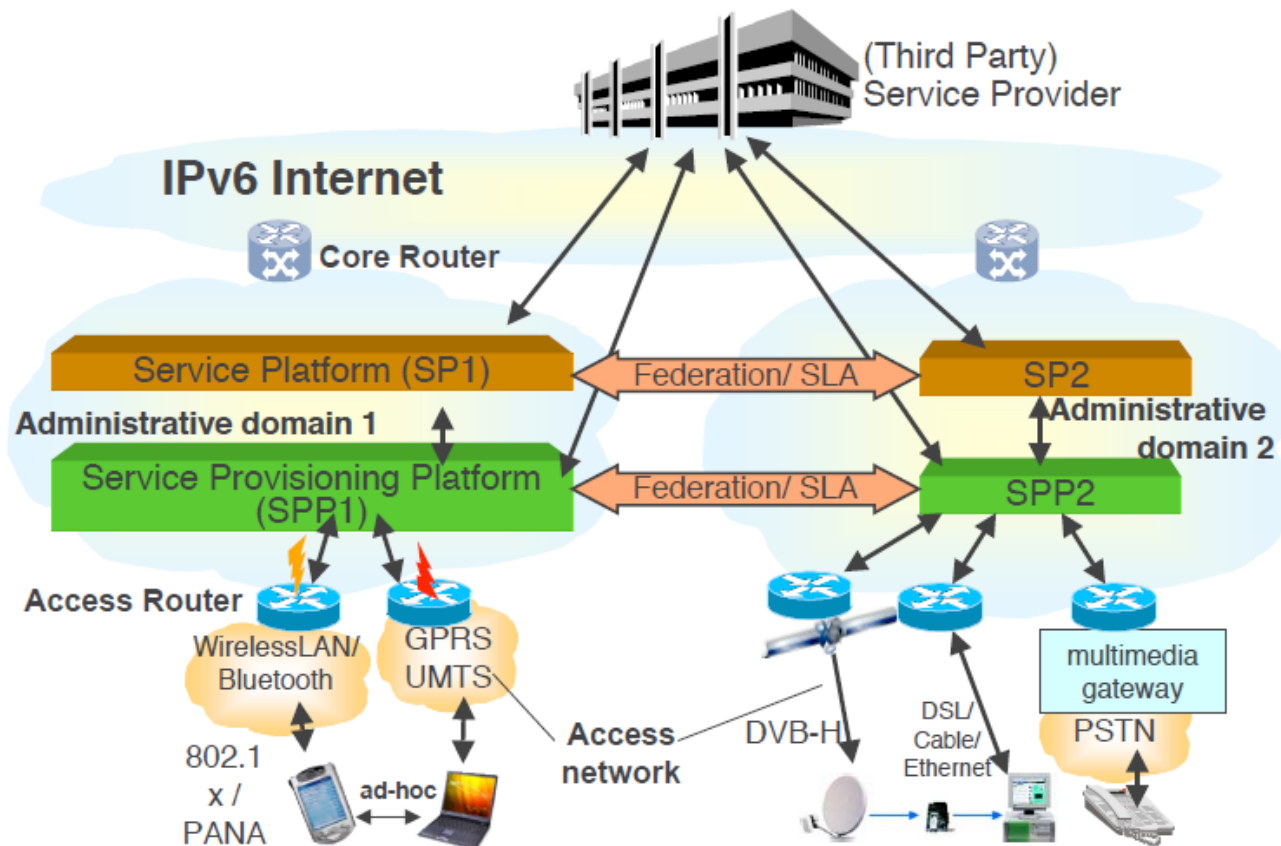 (Third Party)
Service Provider
IPv6 Internet
Core Router
Service Platform (SP1)
Federation/ SLA
SP2
Administrative domain 1
Administrative
domain 2
Service Provisioning Platform
(SPP1)
Federation/ SLA
SPP2
Access Router
WirelessLAN/
Bluetooth
GPRS
UMTS
multimedia
gateway
PSTN
DVB-H
DSL/
Cable/
Ethernet
Access
network
802.1
x /
PANA
ad-hoc